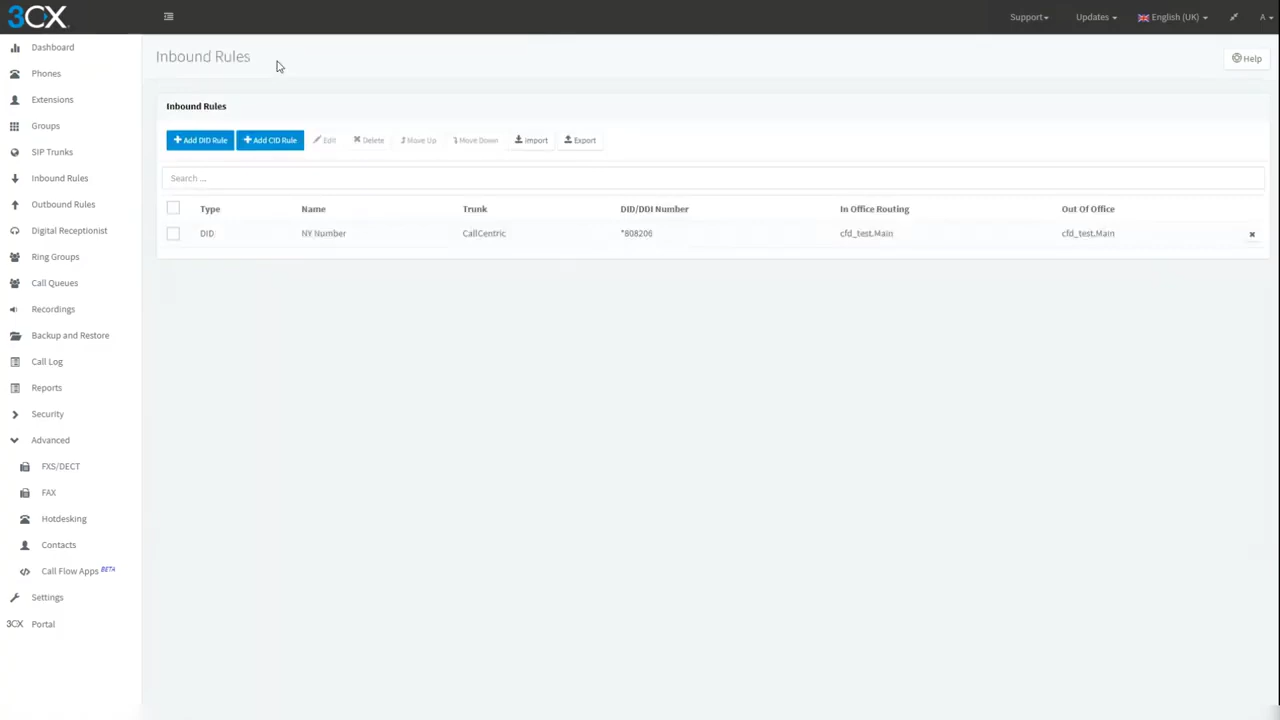 3CX Support English (UK) Updates A
Dashboard
Phones
Extensions
Groups
SIP Trunks
Inbound Rules
Outbound Rules
Digital Receptionist
Ring Groups
Call Queues
Recordings
Backup and Restore
Call Log
Reports
Security
Advanced
FXS/DECT
FAX
Hotdesking
Contacts
Call Flow Apps BETA
Settings
3CX Portal
Inbound Rules
Help
Inbound Rules
Add DID Rule Add CID Rule Edit Delete Move Up Move Down Import Export
Search ...
Type Name Trunk DID/DDI Number In Office Routing Out Of Office
DID NY Number CallCentric *808206 cfd_test.Main cfd_test.Main